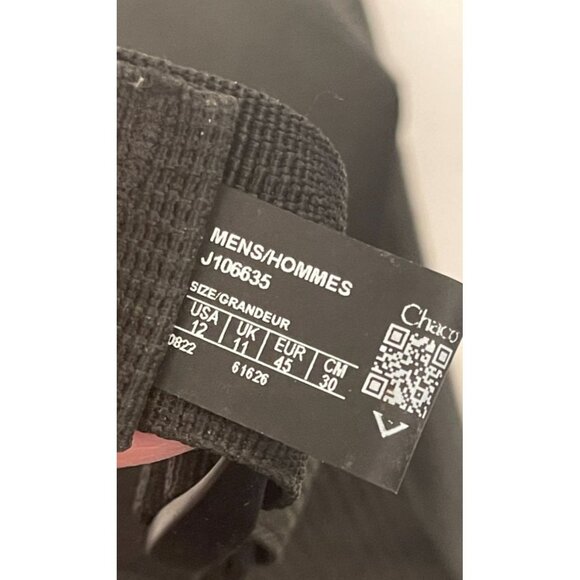 MENS/HOMMES
J106635
SIZE/GRANDEUR
USA UK EUR CM
12 11 45 30
0822 61626
Chaco